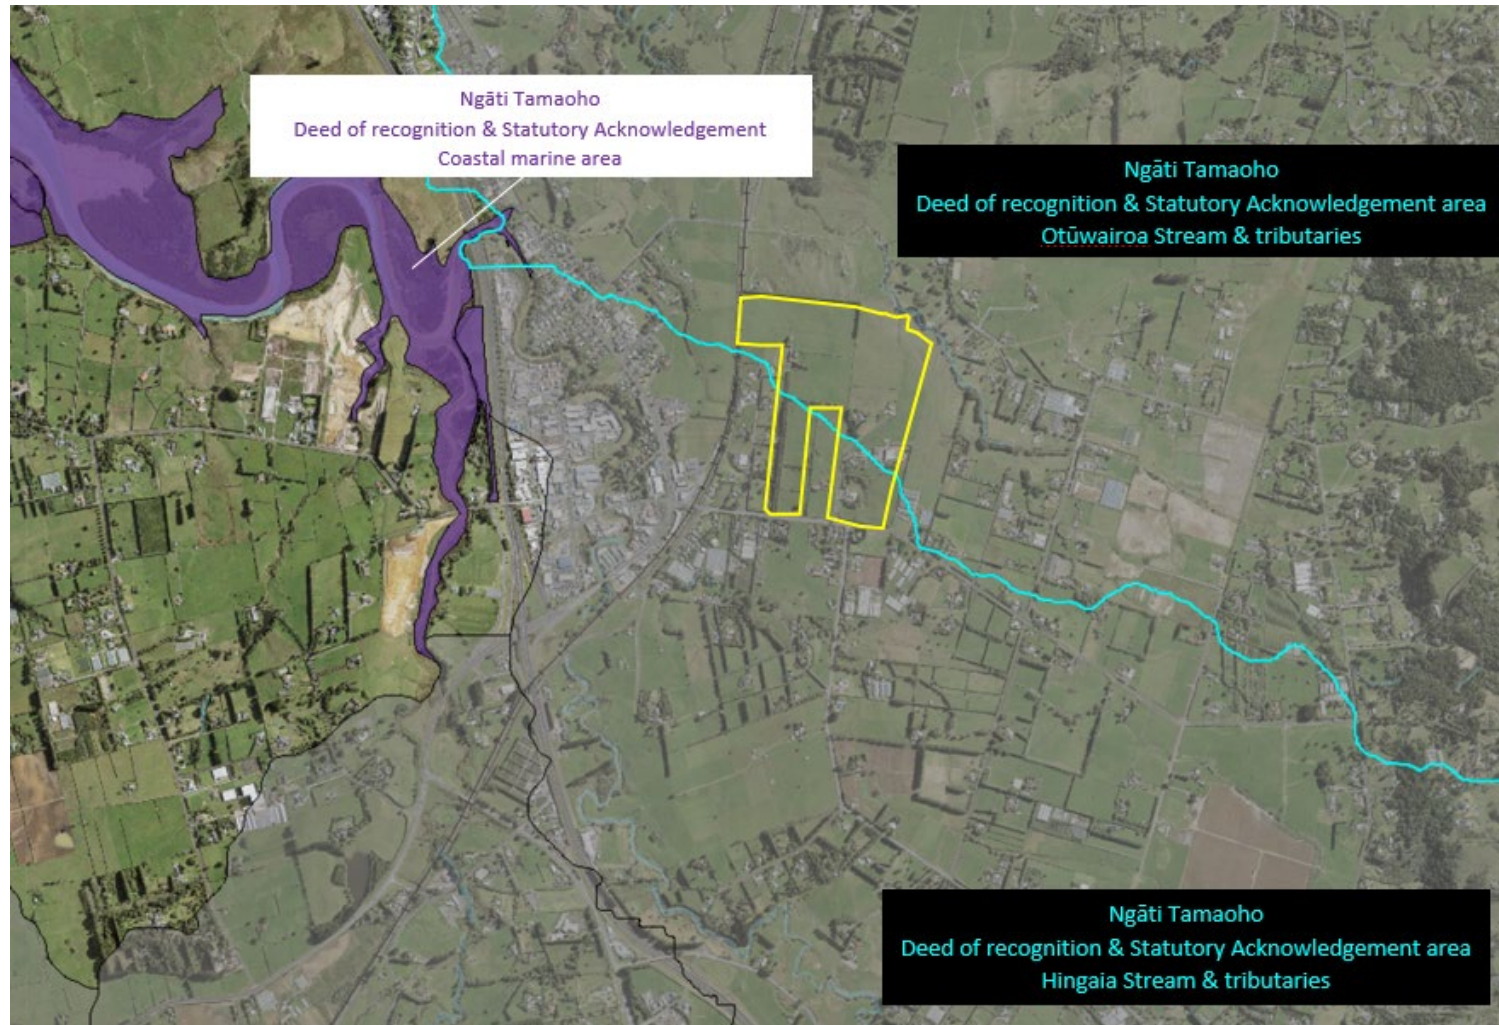 Ngāti Tamaoho
Deed of recognition & Statutory Acknowledgement
Coastal marine area
Ngāti Tamaoho
Deed of recognition & Statutory Acknowledgement area
Otūwairoa Stream & tributaries
Ngāti Tamaoho
Deed of recognition & Statutory Acknowledgement area
Hingaia Stream & tributaries